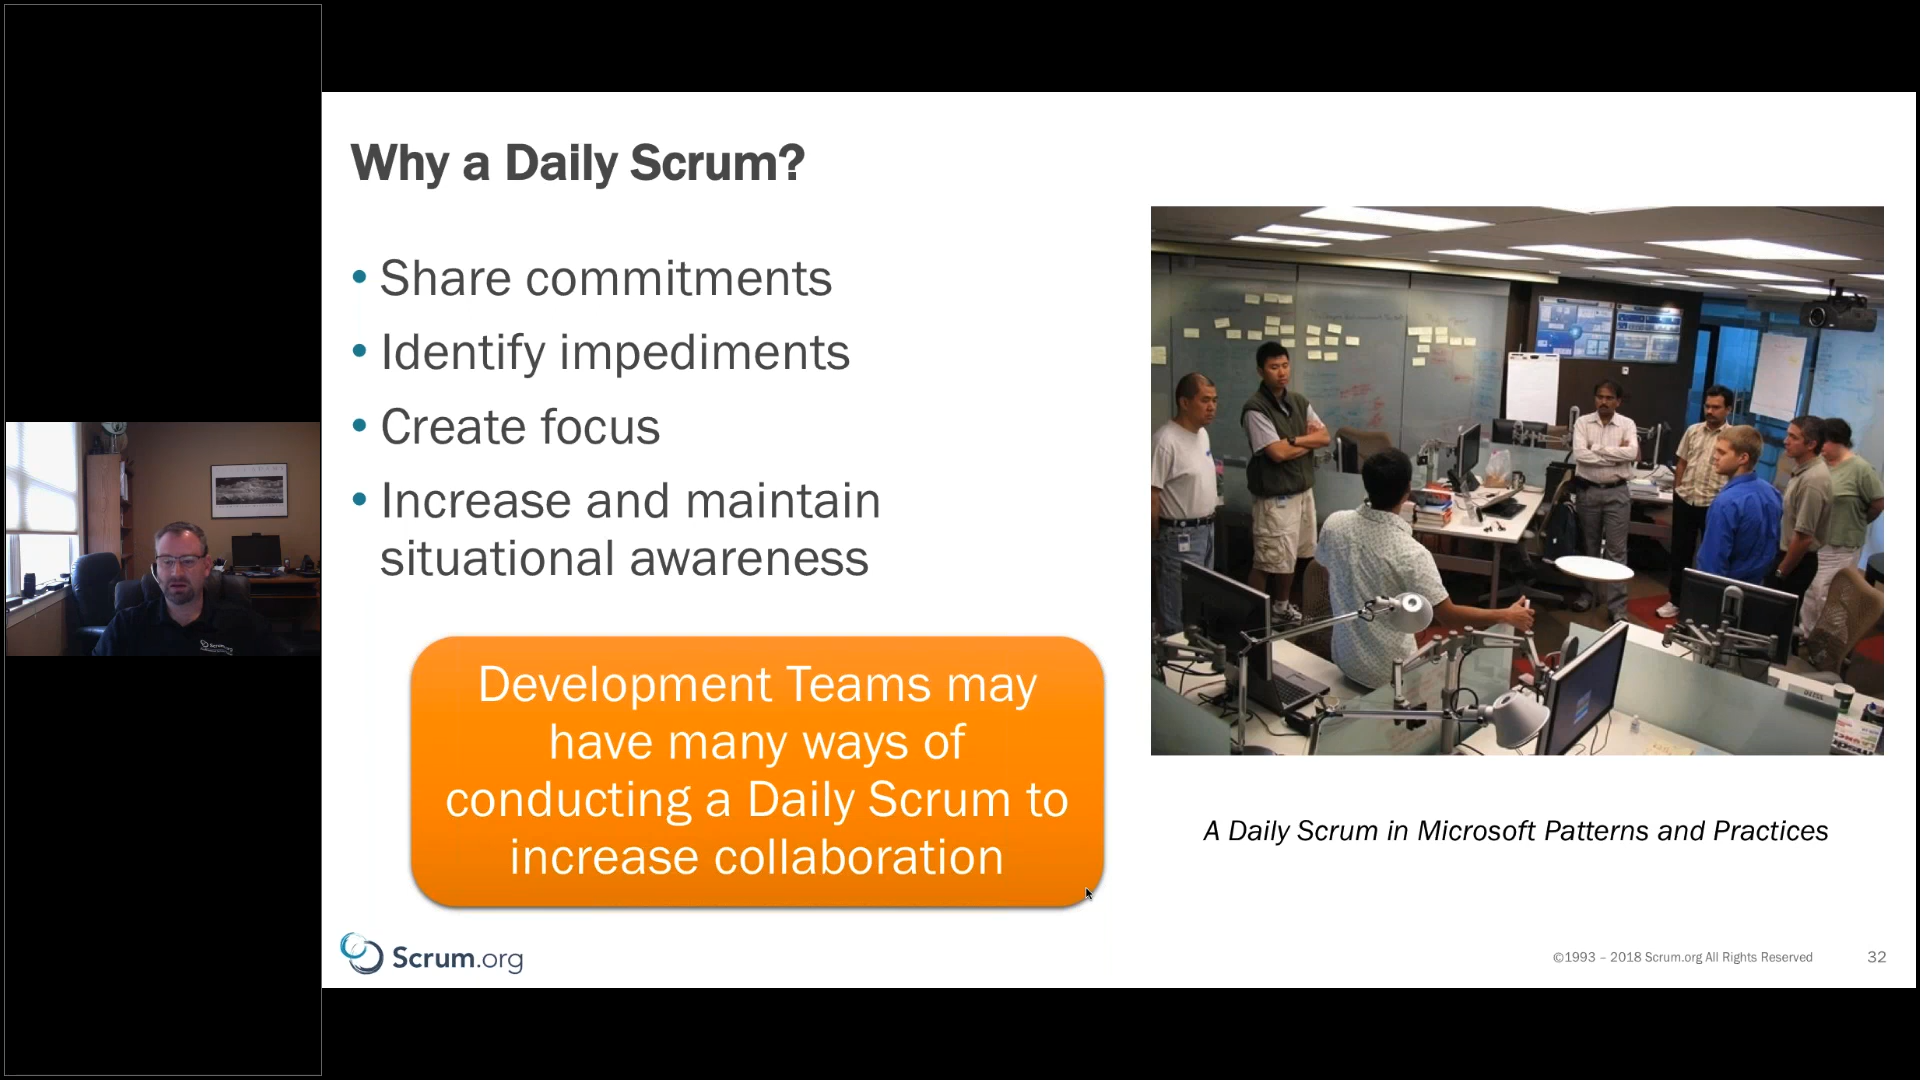 Why a Daily Scrum?
• Share commitments
• Identify impediments
• Create focus
• Increase and maintain
situational awareness
Development Teams may
have many ways of
conducting a Daily Scrum to
increase collaboration
A Daily Scrum in Microsoft Patterns and Practices
Scrum.org
©1993 – 2018 Scrum.org All Rights Reserved
32
Scrum.org